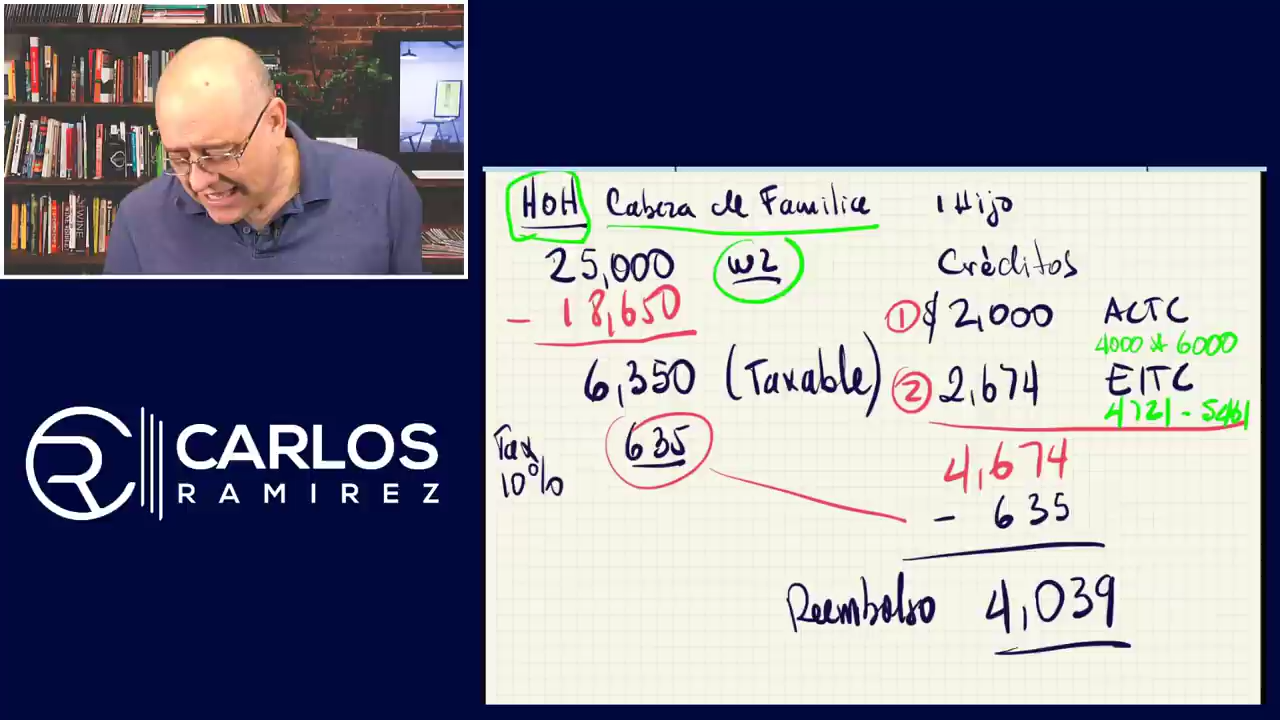 HOH Cabeza de Familia 1 Hijo
25,000 W2 Créditos
- 18,650 1 $ 2,000 ACTC
4000 6000
6,350 (Taxable) 2 2,674 EITC
4721 - 5461
Tax 10% 635
4,674
- 635
Reembolso 4,039
CARLOS
RAMIREZ